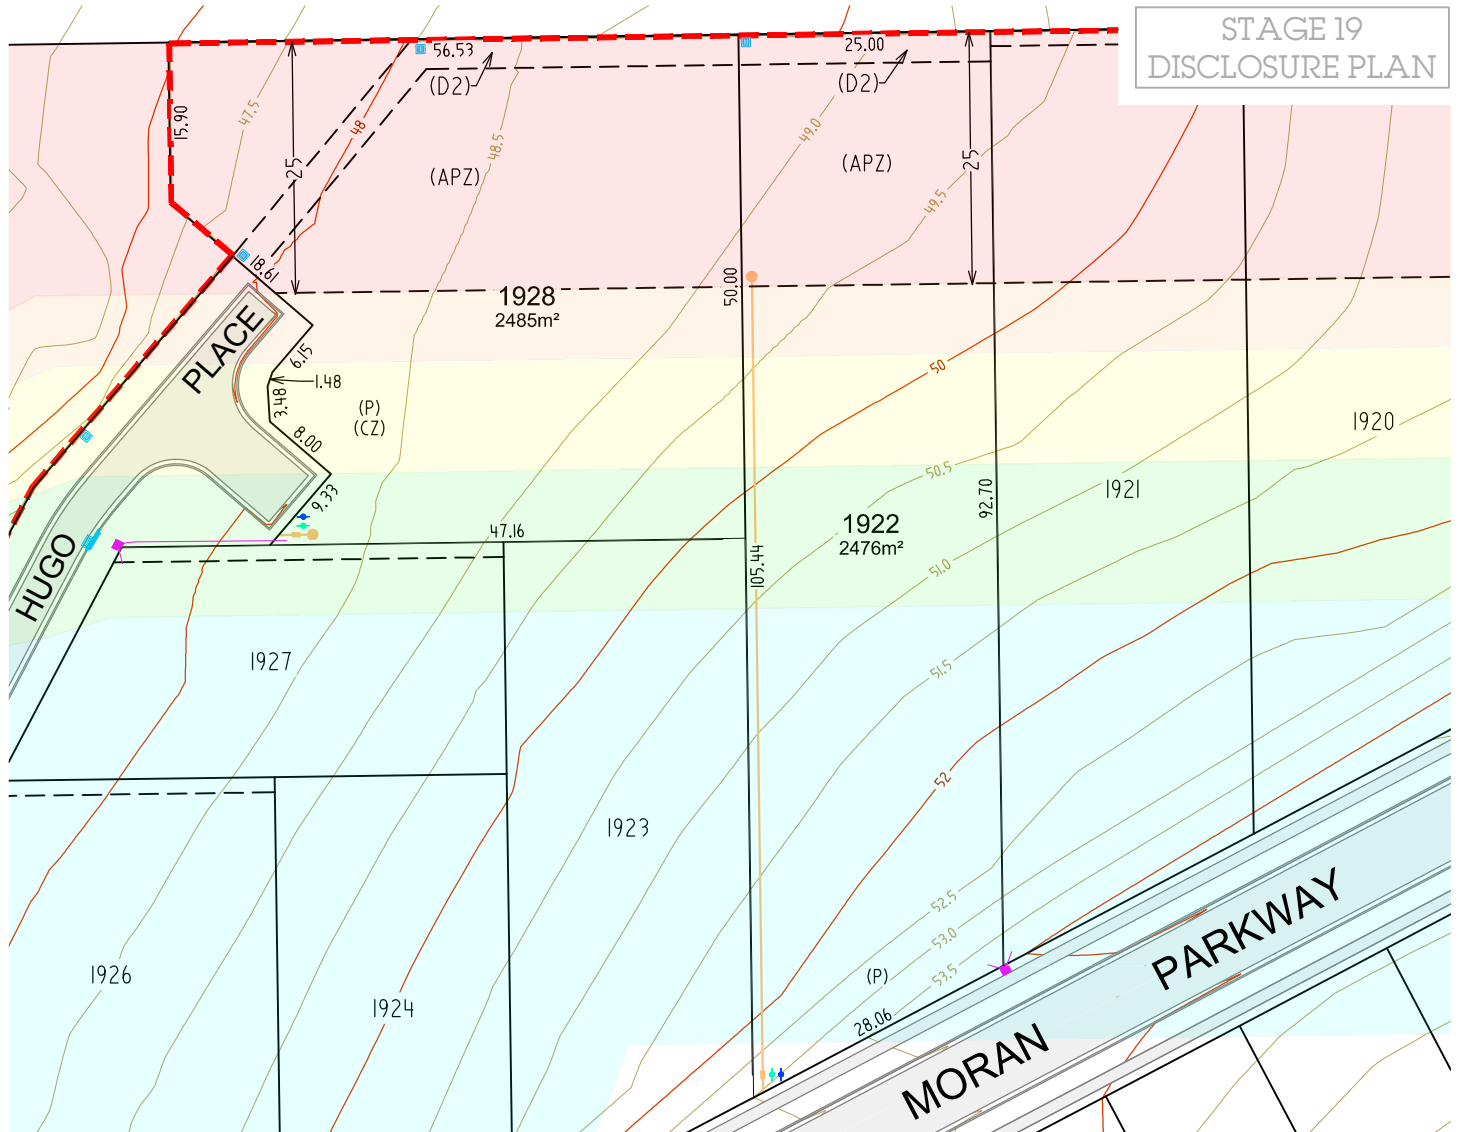 STAGE 19
DISCLOSURE PLAN
56.53
25.00
(D2)
(D2)
15.90
47.5
48
48.5
49.0
49.5
25
25
(APZ)
(APZ)
18.61
1928
2485m²
50.00
PLACE
6.15
1.48
3.48
(P)
(CZ)
8.00
9.33
50
1920
50.5
1921
92.70
1922
2476m²
47.16
105.44
51.0
HUGO
1927
51.5
52
1923
52.5
53.0
53.5
(P)
1926
1924
28.06
MORAN
PARKWAY